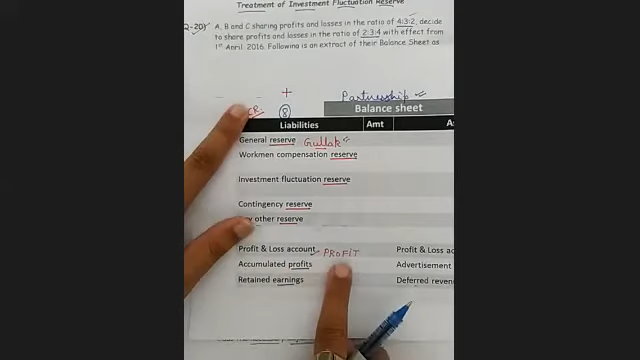 Treatment of Investment Fluctuation Reserve
Q-20) A, B and C sharing profits and losses in the ratio of 4:3:2, decide
to share profits and losses in the ratio of 2:3:4 with effect from
1st April 2016. Following is an extract of their Balance Sheet as
+ Partnership
CR. 8 Balance sheet
Liabilities Amt
General reserve Gullak
Workmen compensation reserve
Investment fluctuation reserve
Contingency reserve
other reserve
Profit & Loss account PROFIT Profit & Loss
Accumulated profits Advertisement
Retained earnings Deferred